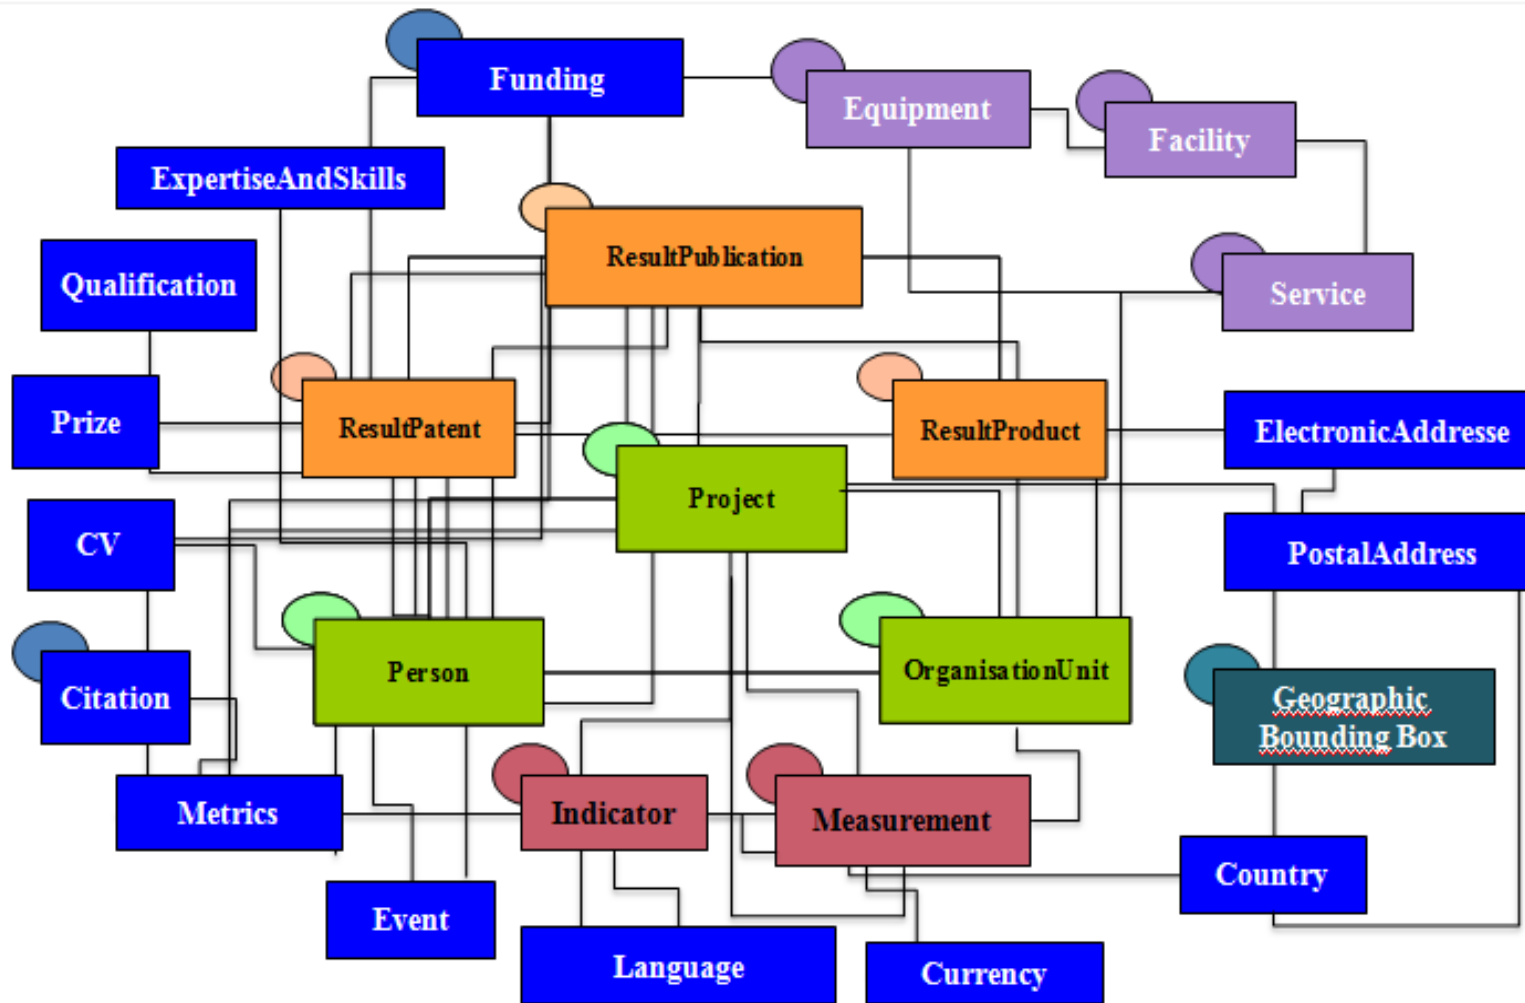 Funding
Equipment
Facility
ExpertiseAndSkills
ResultPublication
Qualification
Service
Prize
ResultPatent
ResultProduct
ElectronicAddresse
Project
CV
PostalAddress
Person
OrganisationUnit
Citation
Geographic
Bounding Box
Metrics
Indicator
Measurement
Country
Event
Language
Currency